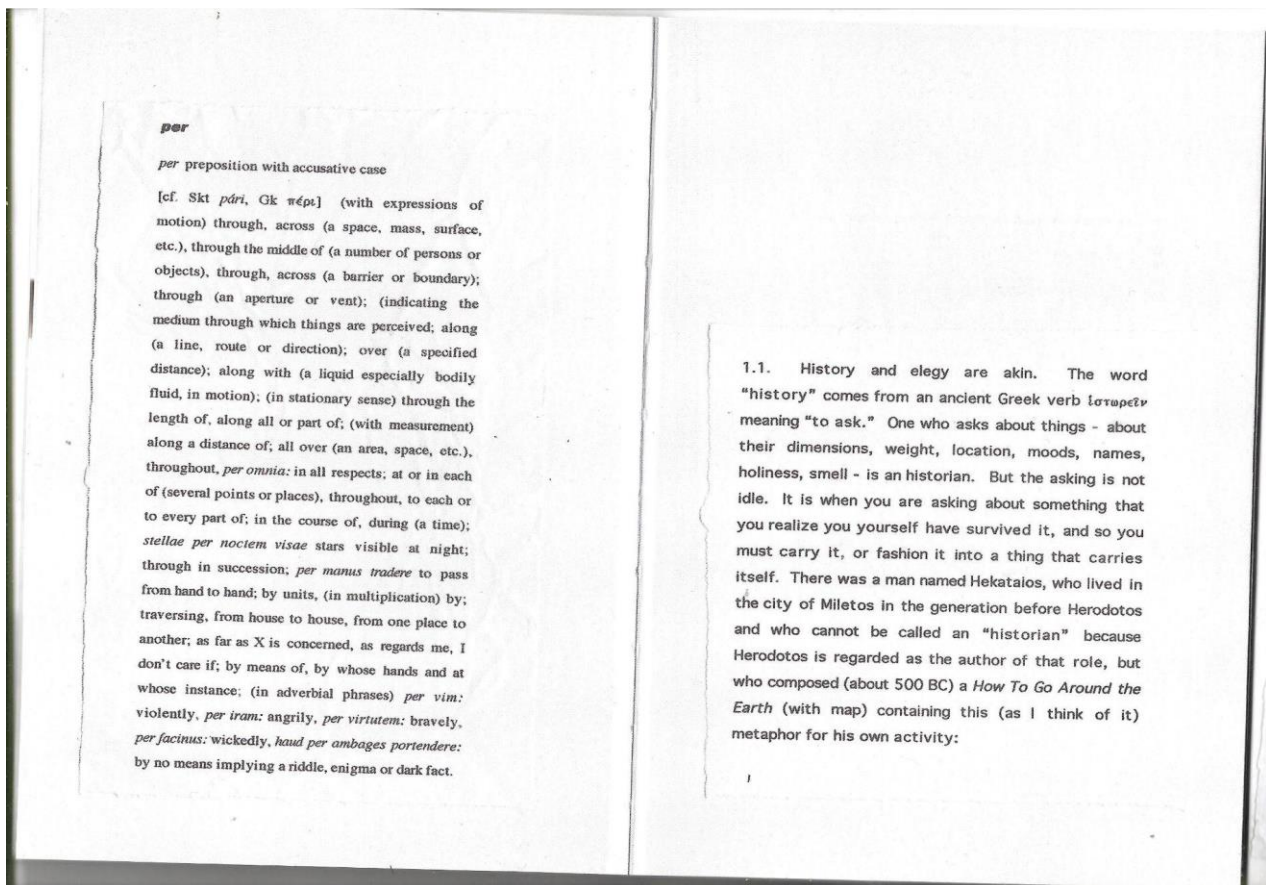 per
per preposition with accusative case
[cf. Skt pári, Gk πέρι] (with expressions of
motion) through, across (a space, mass, surface,
etc.), through the middle of (a number of persons or
objects), through, across (a barrier or boundary);
through (an aperture or vent); (indicating the
medium through which things are perceived; along
(a line, route or direction); over (a specified
distance); along with (a liquid especially bodily
fluid, in motion); (in stationary sense) through the
length of, along all or part of; (with measurement)
along a distance of; all over (an area, space, etc.),
throughout, per omnia: in all respects; at or in each
of (several points or places), throughout, to each or
to every part of; in the course of, during (a time);
stellae per noctem visae stars visible at night;
through in succession; per manus tradere to pass
from hand to hand; by units, (in multiplication) by;
traversing, from house to house, from one place to
another; as far as X is concerned, as regards me, I
don't care if; by means of, by whose hands and at
whose instance; (in adverbial phrases) per vim:
violently, per iram: angrily, per virtutem: bravely,
per facinus: wickedly, haud per ambages portendere:
by no means implying a riddle, enigma or dark fact.
1.1. History and elegy are akin. The word
"history" comes from an ancient Greek verb ἱστωρεῖν
meaning "to ask." One who asks about things - about
their dimensions, weight, location, moods, names,
holiness, smell - is an historian. But the asking is not
idle. It is when you are asking about something that
you realize you yourself have survived it, and so you
must carry it, or fashion it into a thing that carries
itself. There was a man named Hekataios, who lived in
the city of Miletos in the generation before Herodotos
and who cannot be called an "historian" because
Herodotos is regarded as the author of that role, but
who composed (about 500 BC) a How To Go Around the
Earth (with map) containing this (as I think of it)
metaphor for his own activity: